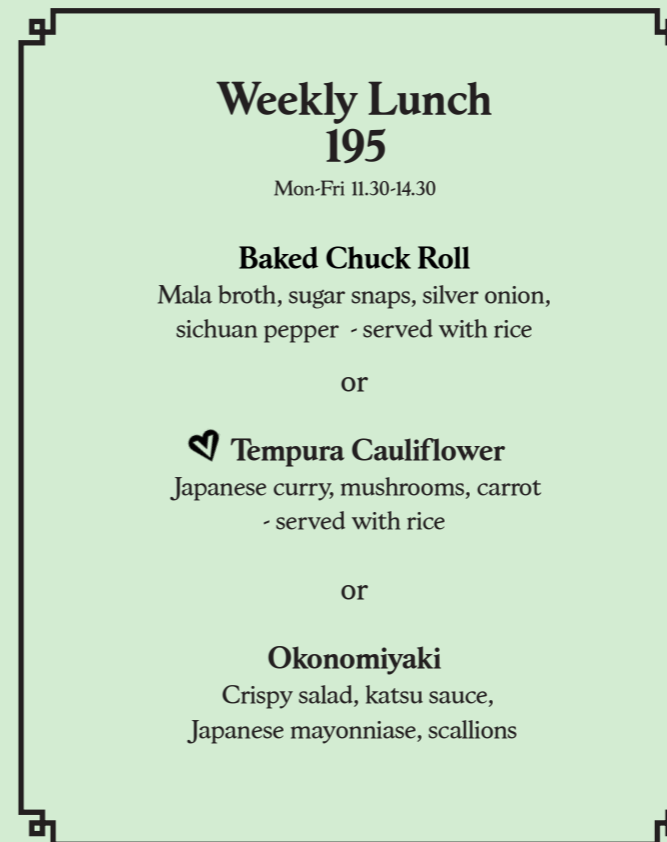 Weekly Lunch
195
Mon-Fri 11.30-14.30
Baked Chuck Roll
Mala broth, sugar snaps, silver onion,
sichuan pepper - served with rice
or
Tempura Cauliflower
Japanese curry, mushrooms, carrot
- served with rice
or
Okonomiyaki
Crispy salad, katsu sauce,
Japanese mayonniase, scallions